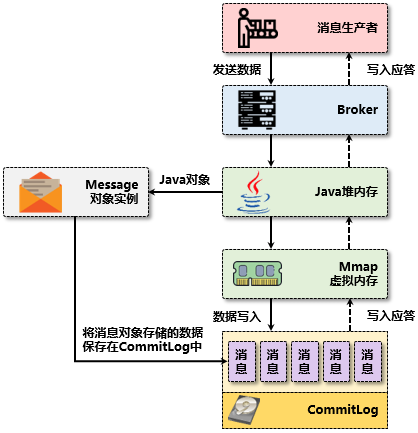 消息生产者
发送数据
写入应答
Broker
Message
对象实例
Java对象
Java堆内存
Mmap
虚拟内存
数据写入
写入应答
将消息对象存储的数据
保存在CommitLog中
消息
消息
消息
消息
消息
CommitLog